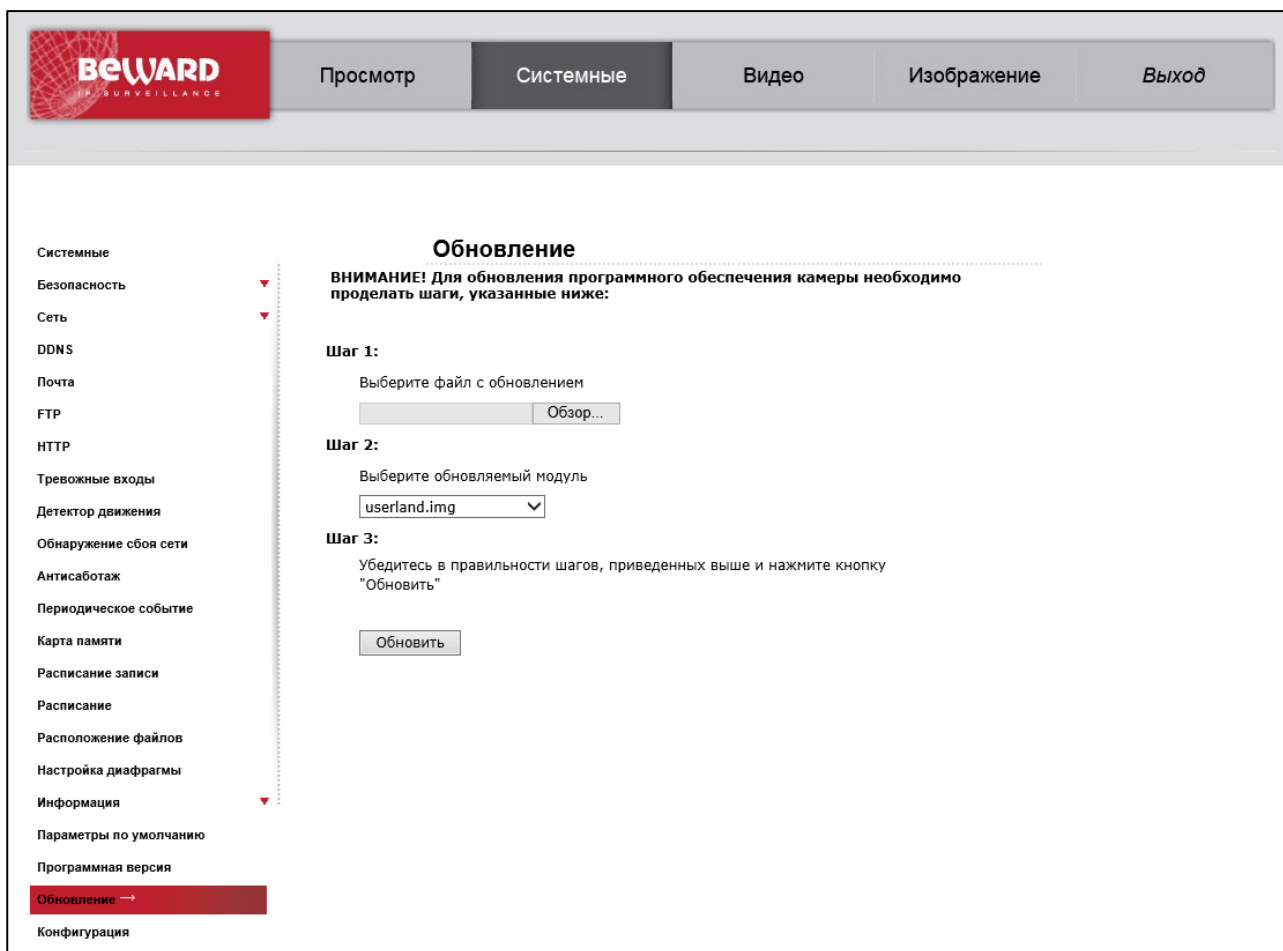 BEWARD
IP SURVEILLANCE
Просмотр
Системные
Видео
Изображение
Выход
Системные
Безопасность
Сеть
DDNS
Почта
FTP
HTTP
Тревожные входы
Детектор движения
Обнаружение сбоя сети
Антисаботаж
Периодическое событие
Карта памяти
Расписание записи
Расписание
Расположение файлов
Настройка диафрагмы
Информация
Параметры по умолчанию
Программная версия
Обновление →
Конфигурация
Обновление
ВНИМАНИЕ! Для обновления программного обеспечения камеры необходимо
проделать шаги, указанные ниже:
Шаг 1:
Выберите файл с обновлением
Обзор...
Шаг 2:
Выберите обновляемый модуль
userland.img
Шаг 3:
Убедитесь в правильности шагов, приведенных выше и нажмите кнопку
"Обновить"
Обновить